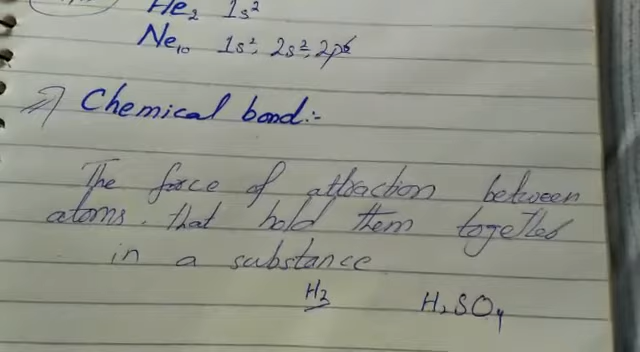 He₂ 1s²
Ne₁₀ 1s², 2s², 2p⁶
Chemical bond:-
The force of attraction between
atoms. that hold them together
in a substance
H₂ H₂SO₄